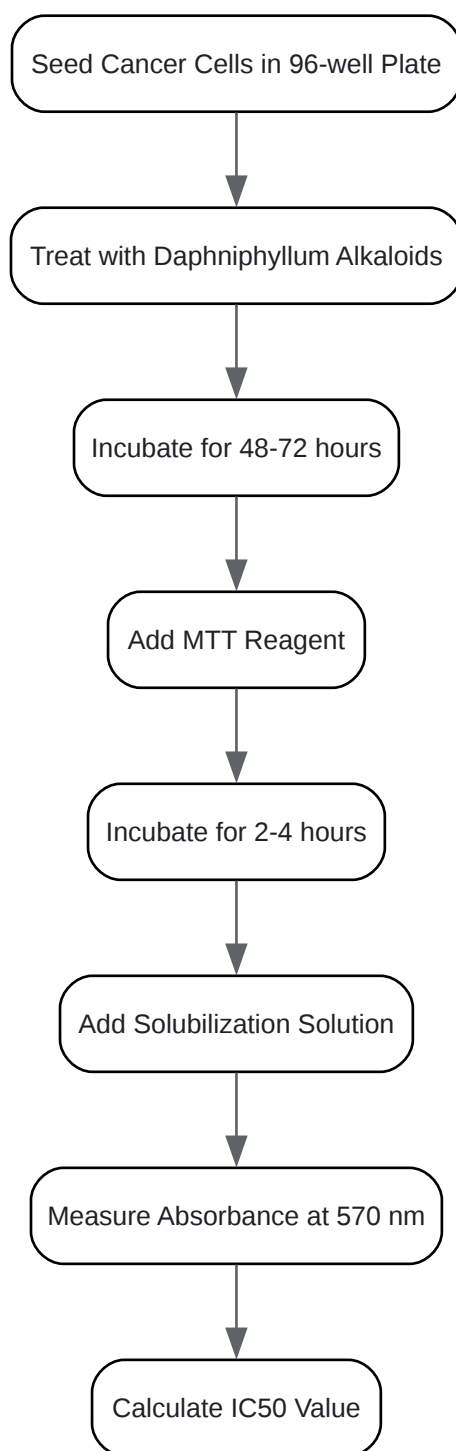 Seed Cancer Cells in 96-well Plate
Treat with Daphniphyllum Alkaloids
Incubate for 48-72 hours
Add MTT Reagent
Incubate for 2-4 hours
Add Solubilization Solution
Measure Absorbance at 570 nm
Calculate IC50 Value